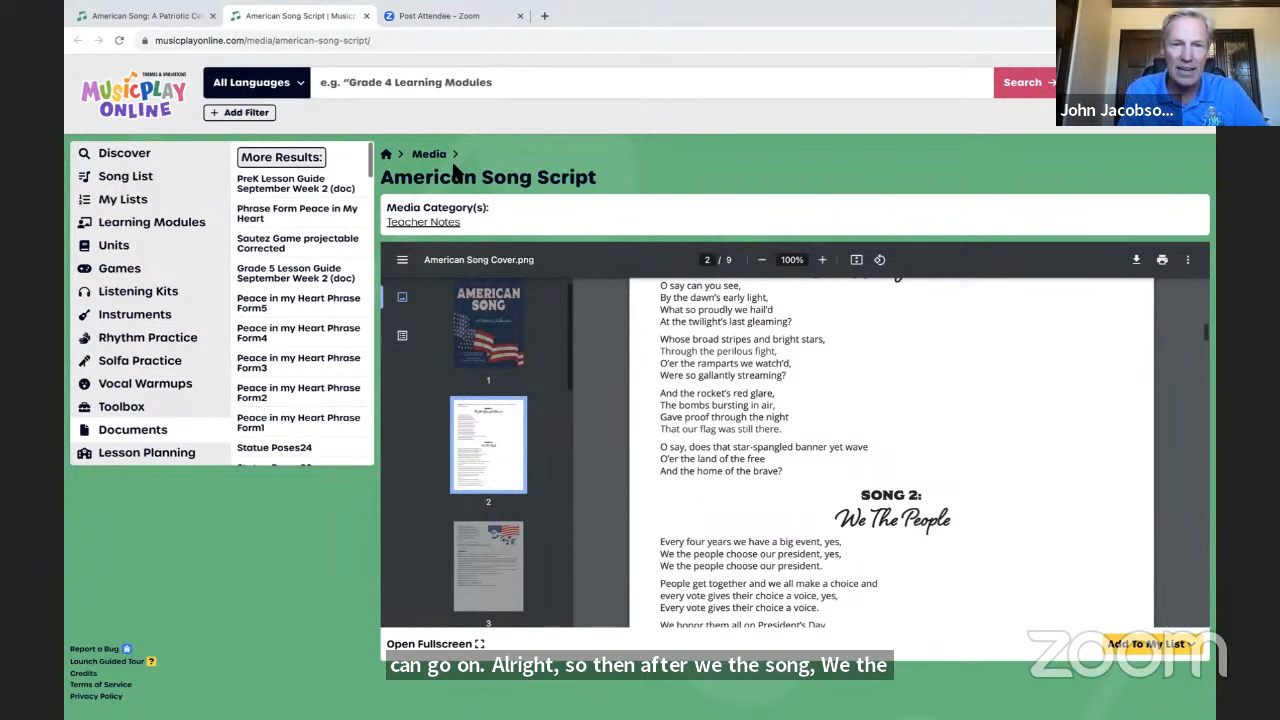 American Song: A Patriotic Ce
American Song Script | Musicp
Post Attendee - Zoom
musicplayonline.com/media/american-song-script/
THEMES & VARIATIONS
MUSICPLAY
ONLINE
All Languages
e.g. "Grade 4 Learning Modules
Search
+ Add Filter
John Jacobso...
Discover
Song List
My Lists
Learning Modules
Units
Games
Listening Kits
Instruments
Rhythm Practice
Solfa Practice
Vocal Warmups
Toolbox
Documents
Lesson Planning
More Results:
PreK Lesson Guide
September Week 2 (doc)
Phrase Form Peace in My
Heart
Sautez Game projectable
Corrected
Grade 5 Lesson Guide
September Week 2 (doc)
Peace in my Heart Phrase
Form5
Peace in my Heart Phrase
Form4
Peace in my Heart Phrase
Form3
Peace in my Heart Phrase
Form2
Peace in my Heart Phrase
Form1
Statue Poses24
Media
American Song Script
Media Category(s):
Teacher Notes
American Song Cover.png
2 / 9
100%
AMERICAN
SONG
1
2
3
O say can you see,
By the dawn's early light,
What so proudly we hail'd
At the twilight's last gleaming?
Whose broad stripes and bright stars,
Through the perilous fight,
O'er the ramparts we watch'd,
Were so gallantly streaming?
And the rocket's red glare,
The bombs bursting in air,
Gave proof through the night
That our flag was still there.
O say, does that star-spangled banner yet wave
O'er the land of the free
And the home of the brave?
SONG 2:
We The People
Every four years we have a big event, yes,
We the people choose our president, yes,
We the people choose our president.
People get together and we all make a choice and
every vote gives their choice a voice, yes,
Every vote gives their choice a voice.
We honor them all on President's Day
Open Fullscreen
Add To My List
can go on. Alright, so then after we the song, We the
zoom
Report a Bug
Launch Guided Tour ?
Credits
Terms of Service
Privacy Policy